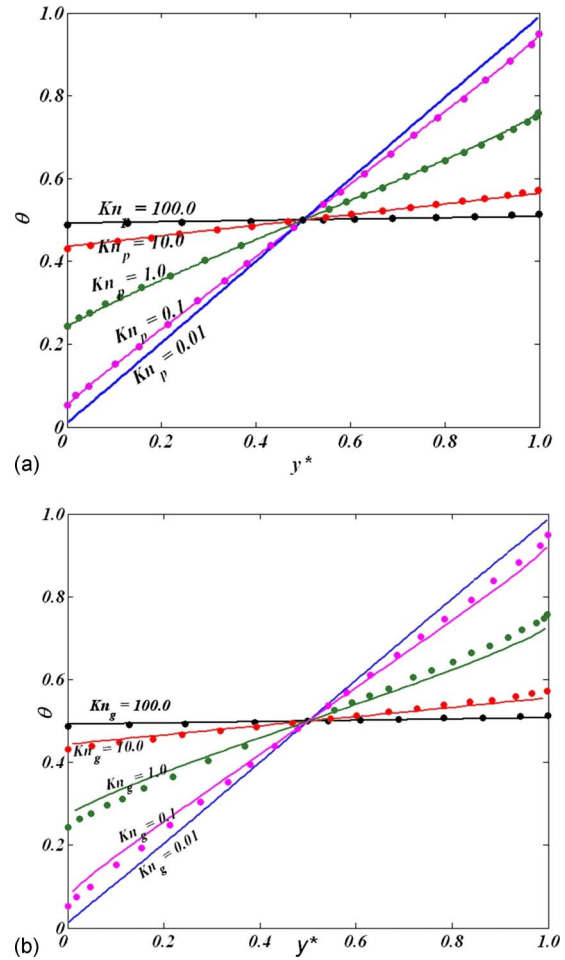 1.0
0.8
0.6
0.4
0.2
0
θ
Kn_p = 100.0
Kn_p = 10.0
Kn_p = 1.0
Kn_p = 0.1
Kn_p = 0.01
0 0.2 0.4 0.6 0.8 1.0
(a) y*
1.0
0.8
0.6
0.4
0.2
0
θ
Kn_g = 100.0
Kn_g = 10.0
Kn_g = 1.0
Kn_g = 0.1
Kn_g = 0.01
0 0.2 0.4 0.6 0.8 1.0
(b) y*